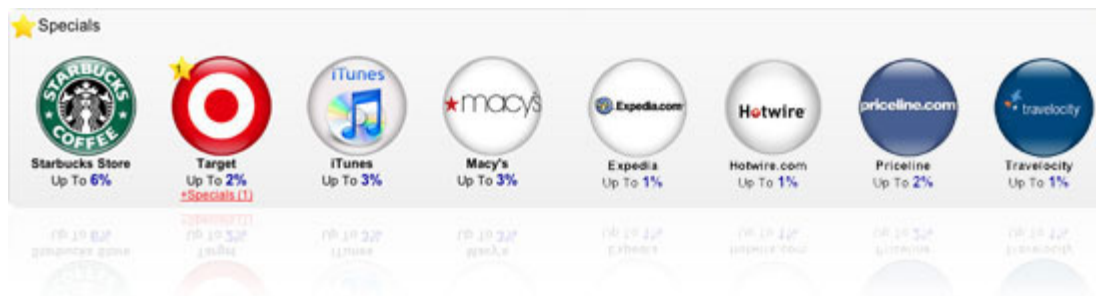 Specials
STARBUCKS
COFFEE
Starbucks Store
Up To 6%
1
Target
Up To 2%
+Specials (1)
iTunes
iTunes
Up To 3%
macy's
Macy's
Up To 3%
Expedia.com
Expedia
Up To 1%
Hotwire
Hotwire.com
Up To 1%
priceline.com
Priceline
Up To 2%
travelocity
Travelocity
Up To 1%